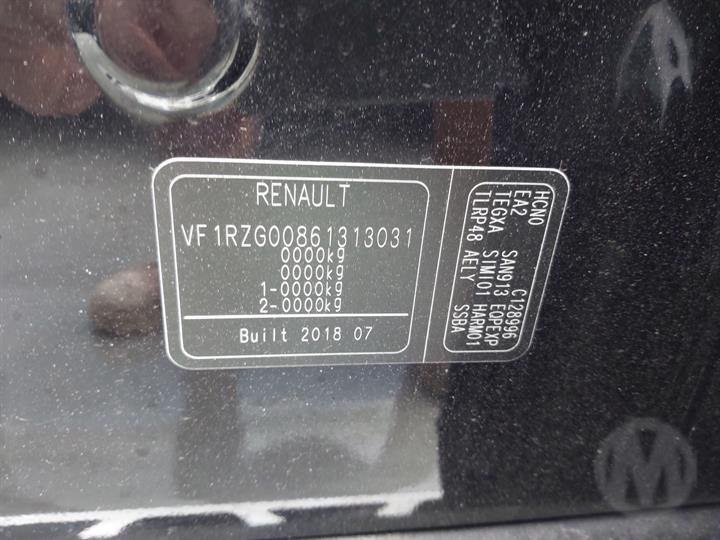 RENAULT
VF1RZG00861313031
0000kg
0000kg
1-0000kg
2-0000kg
Built 2018 07
HCNO C128996
EA2 SAN913 EQPEXP
TEGXA SIMI01 HARM01
TLRP48 AELY SSBA
M